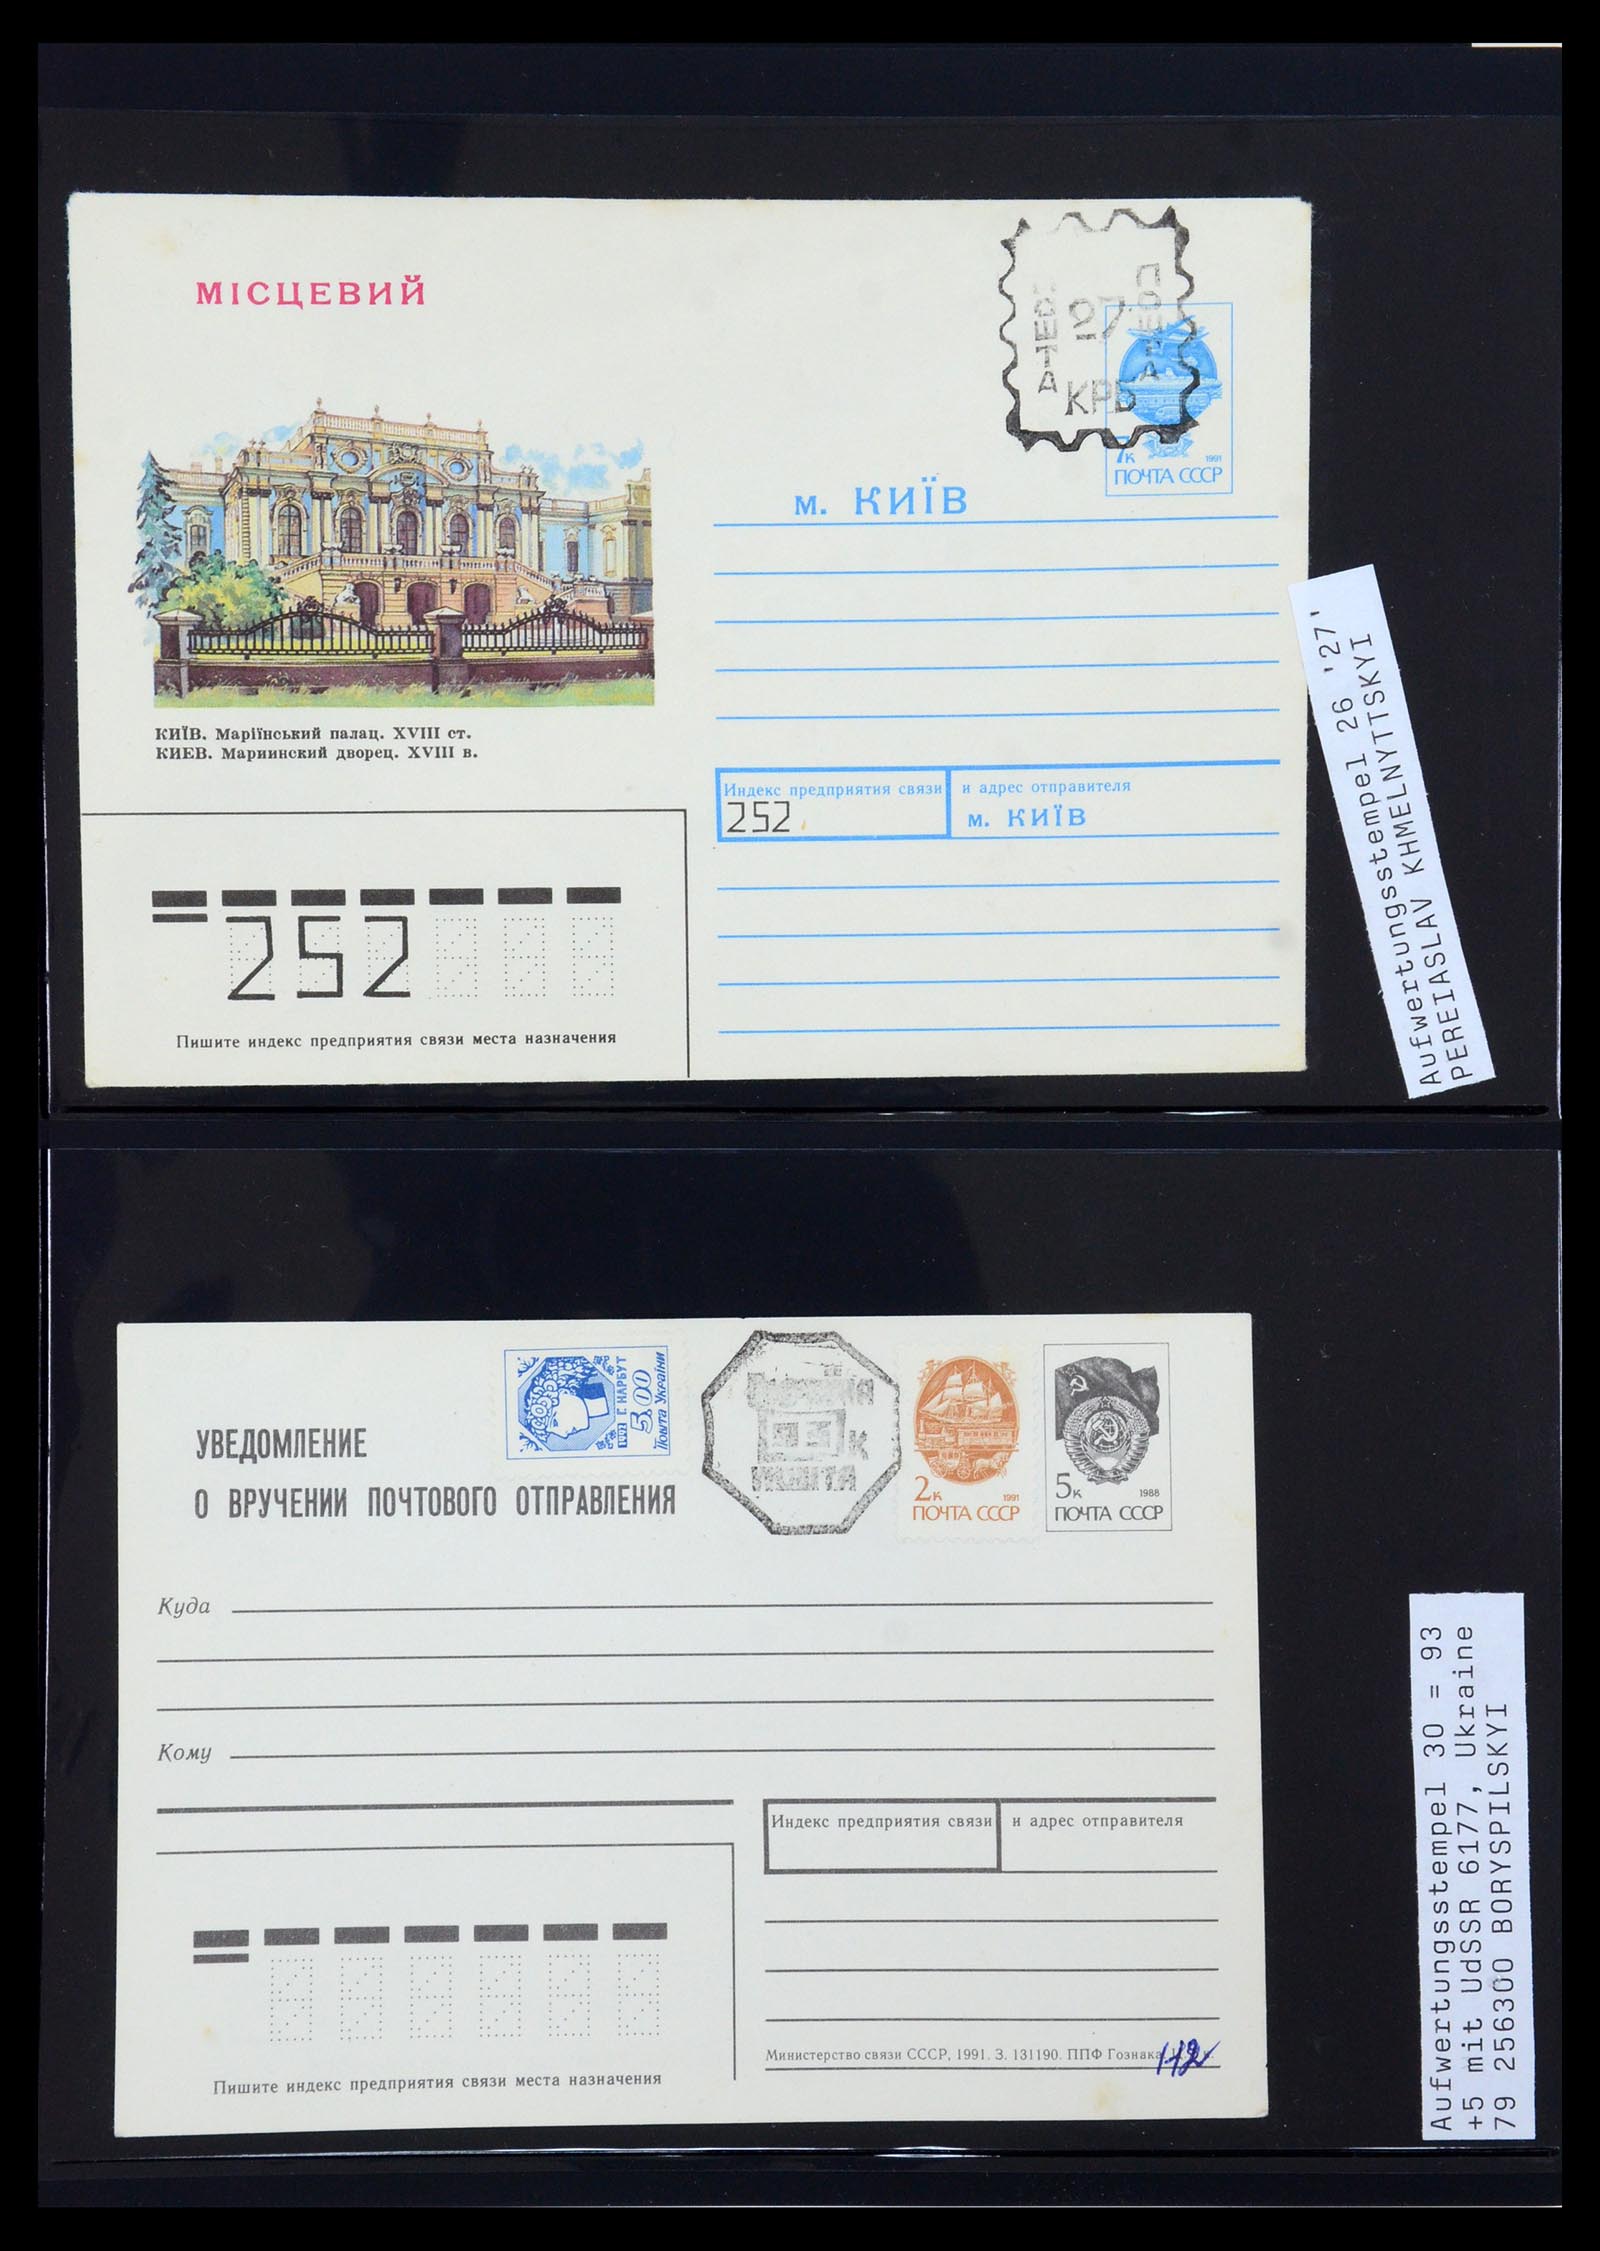 МІСЦЕВИЙ
27
КРБ
7к 1991
ПОЧТА СССР
м. КИЇВ
КИЇВ. Маріїнський палац. XVIII ст.
КИЕВ. Мариинский дворец. XVIII в.
Индекс предприятия связи и адрес отправителя
252 м. КИЇВ
252
Пишите индекс предприятия связи места назначения
Aufwertungsstempel 26 '27'
PEREIASLAV KHMELNYTTSKYI
Г. НАРБУТ
5.00
Пошта України
К
2к 1991
ПОЧТА СССР
5к 1988
ПОЧТА СССР
УВЕДОМЛЕНИЕ
О ВРУЧЕНИИ ПОЧТОВОГО ОТПРАВЛЕНИЯ
Куда
Кому
Индекс предприятия связи и адрес отправителя
Министерство связи СССР, 1991. З. 131190. ППФ Гознака.
Пишите индекс предприятия связи места назначения
Aufwertungsstempel 30 = 93
+5 mit UdSSR 6177, Ukraine
79 256300 BORYSPILSKYI